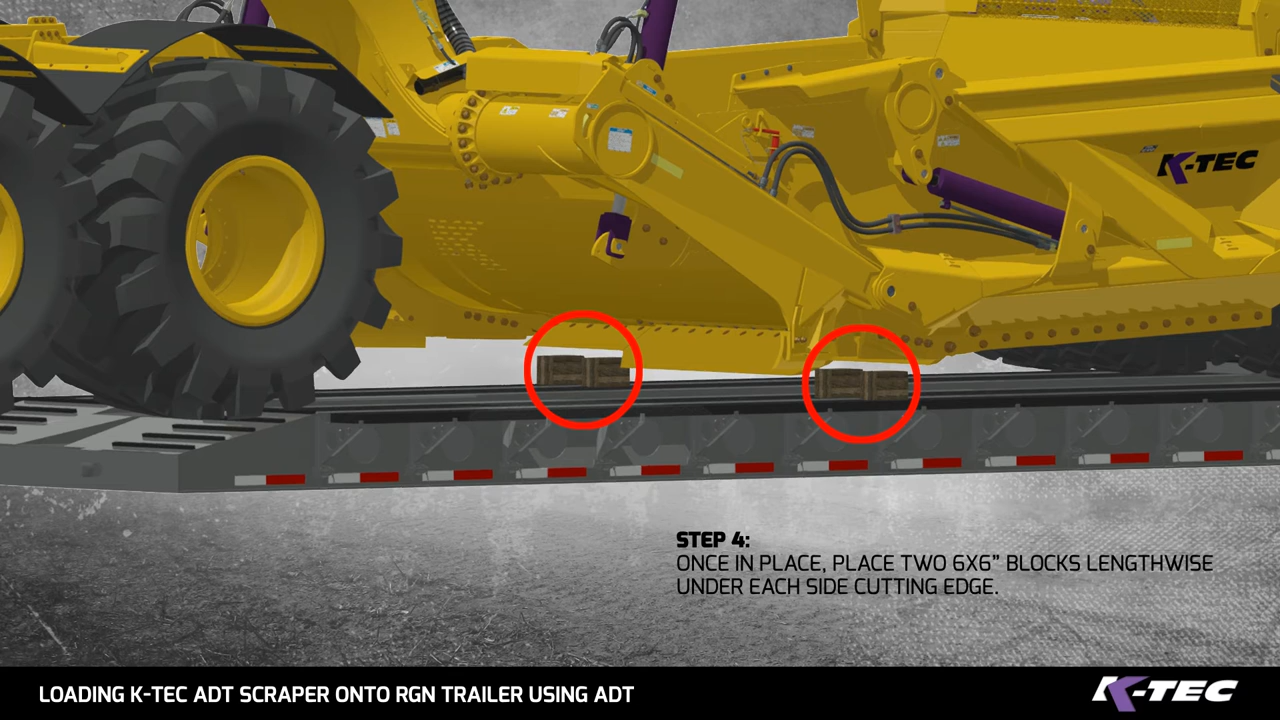 K-TEC
STEP 4:
ONCE IN PLACE, PLACE TWO 6X6” BLOCKS LENGTHWISE
UNDER EACH SIDE CUTTING EDGE.
LOADING K-TEC ADT SCRAPER ONTO RGN TRAILER USING ADT
K-TEC